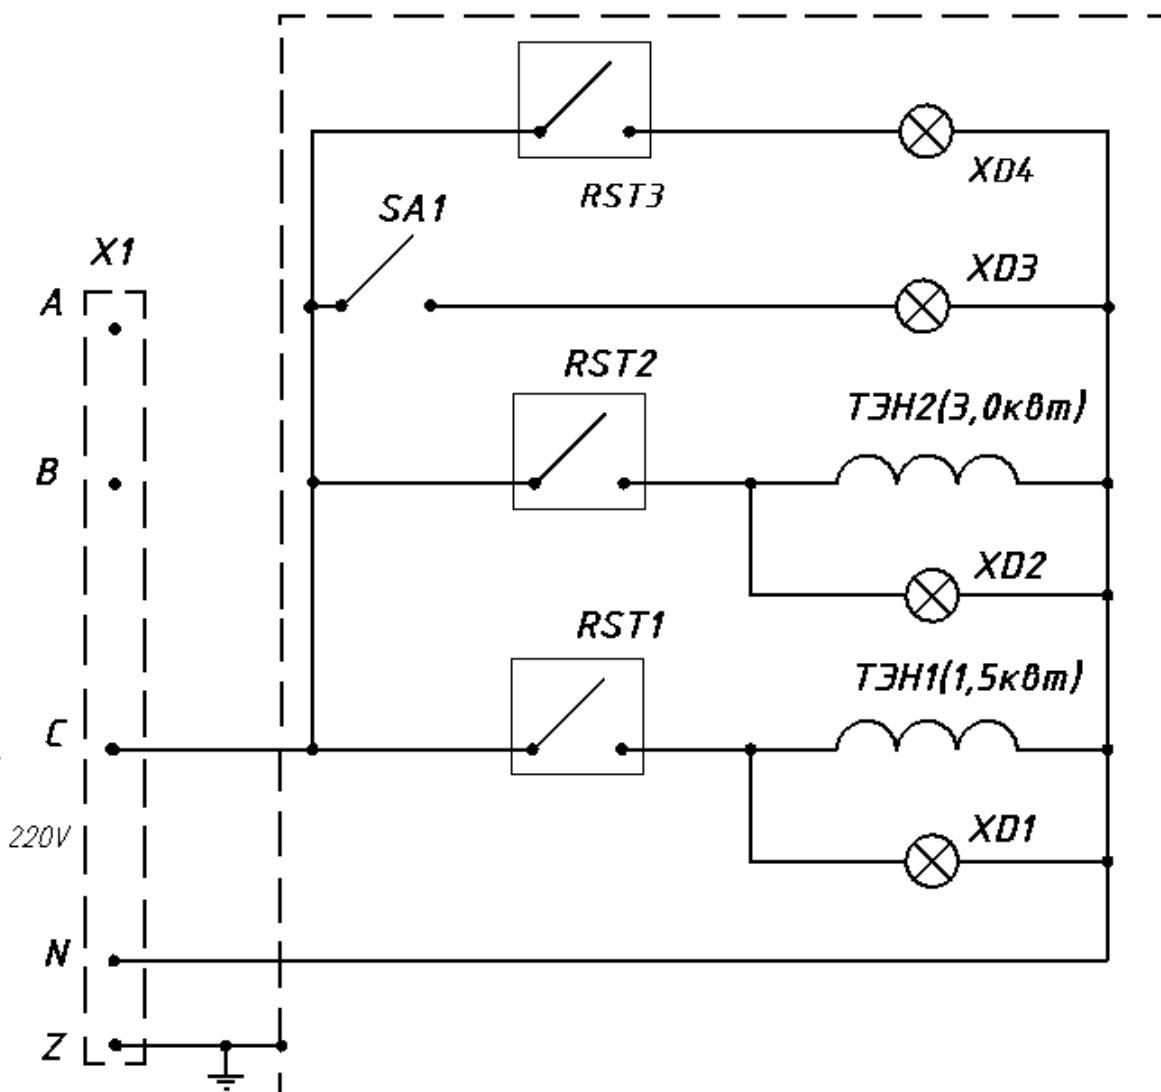 RST3
XD4
SA1
X1
XD3
A
RST2
ТЭН2(3,0квт)
B
XD2
RST1
ТЭН1(1,5квт)
C
220V
XD1
N
Z